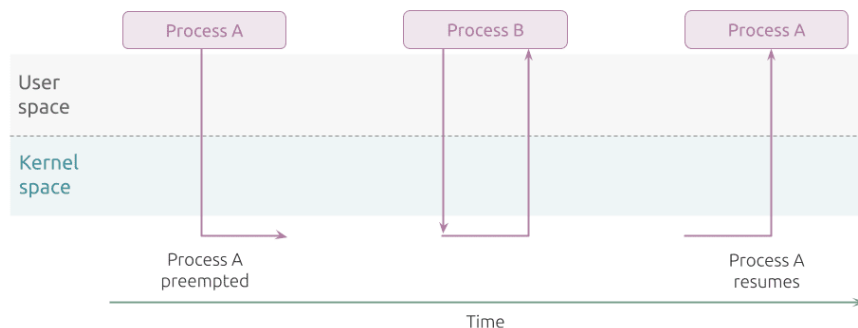 Process A
Process B
Process A
User
space
Kernel
space
Process A
preempted
Process A
resumes
Time